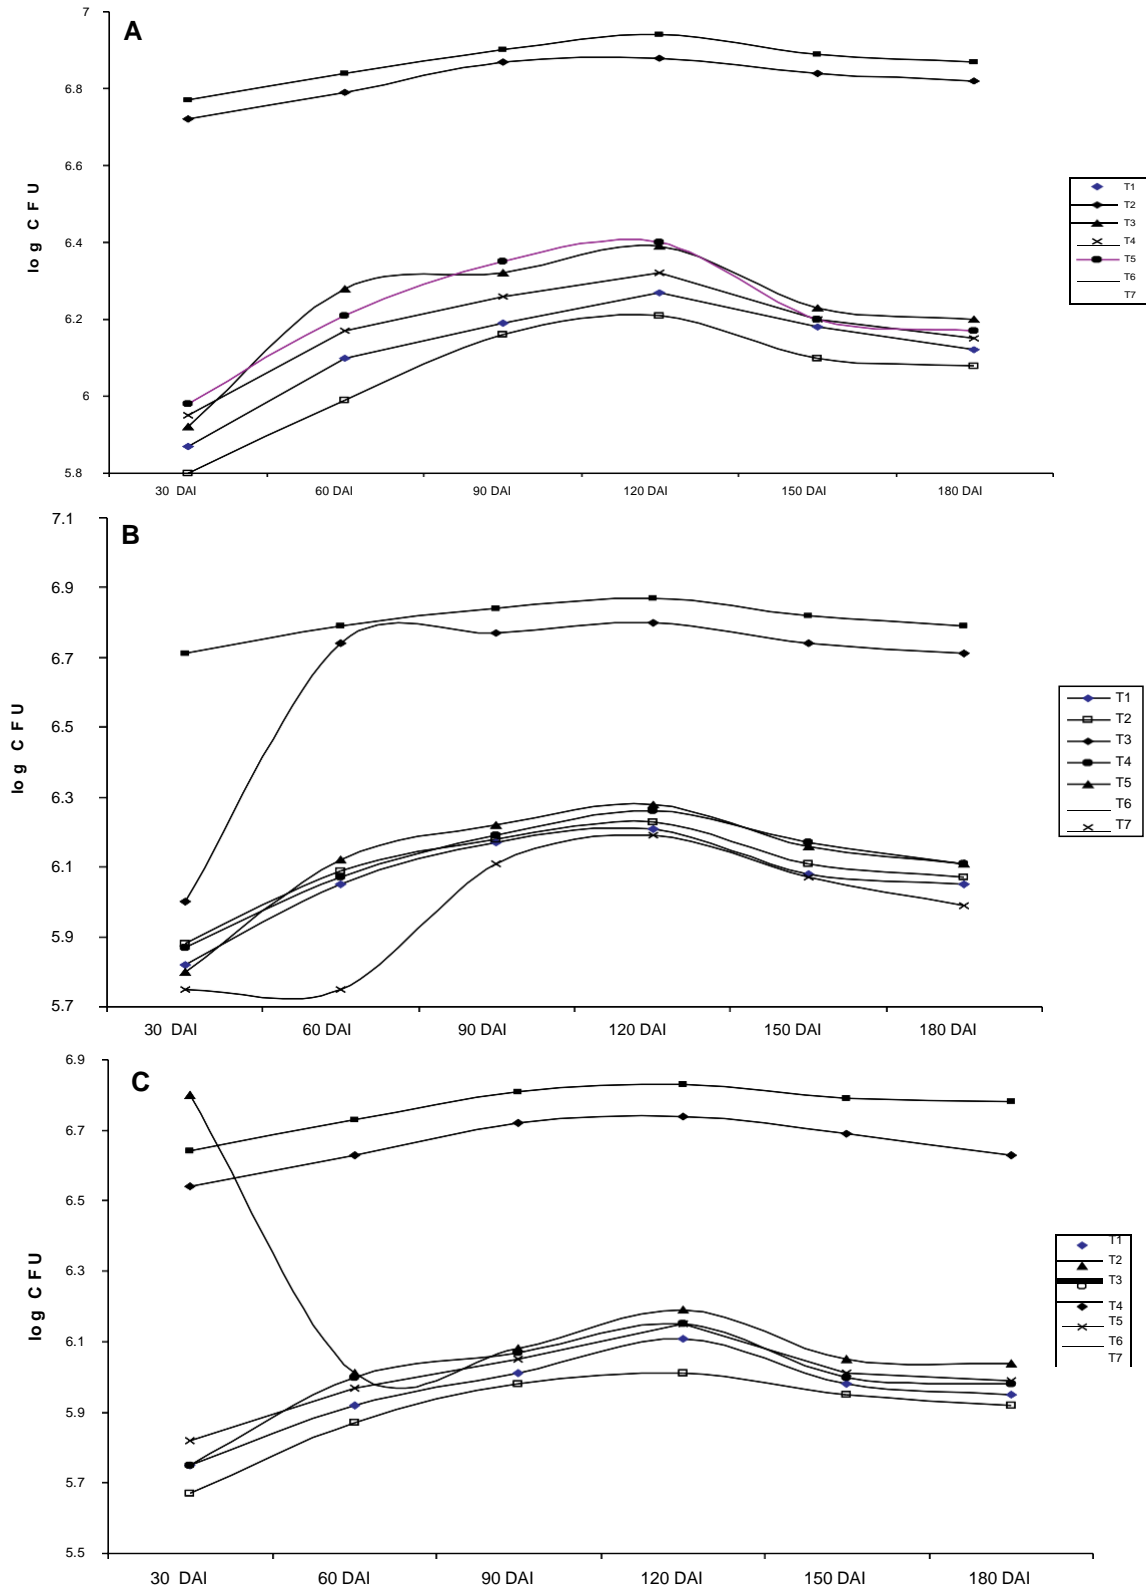 A
7
6.8
6.6
6.4
6.2
6
5.8
log CFU
30 DAI 60 DAI 90 DAI 120 DAI 150 DAI 180 DAI
T1
T2
T3
T4
T5
T6
T7
B
7.1
6.9
6.7
6.5
6.3
6.1
5.9
5.7
log CFU
30 DAI 60 DAI 90 DAI 120 DAI 150 DAI 180 DAI
T1
T2
T3
T4
T5
T6
T7
C
6.9
6.7
6.5
6.3
6.1
5.9
5.7
5.5
log CFU
30 DAI 60 DAI 90 DAI 120 DAI 150 DAI 180 DAI
T1
T2
T3
T4
T5
T6
T7